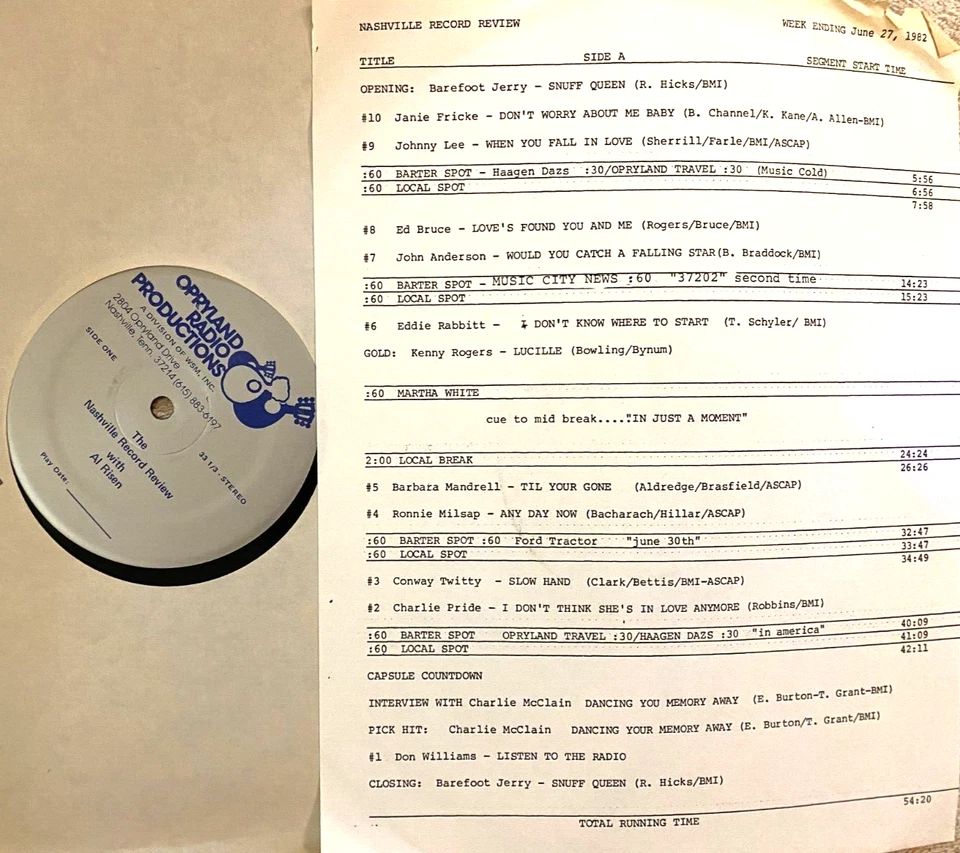 OPRYLAND
RADIO
PRODUCTIONS
A DIVISION OF WSM, INC.
2804 Opryland Drive
Nashville, Tenn. 37214 (615) 883-6497
SIDE ONE
33 1/3 - STEREO
The
Nashville Record Review
with
Al Risen
Play Date:
NASHVILLE RECORD REVIEW WEEK ENDING June 27, 1982
TITLE SIDE A SEGMENT START TIME
OPENING: Barefoot Jerry - SNUFF QUEEN (R. Hicks/BMI)
#10 Janie Fricke - DON'T WORRY ABOUT ME BABY (B. Channel/K. Kane/A. Allen-BMI)
#9 Johnny Lee - WHEN YOU FALL IN LOVE (Sherrill/Farle/BMI/ASCAP)
:60 BARTER SPOT - Haagen Dazs :30/OPRYLAND TRAVEL :30 (Music Cold) 5:56
:60 LOCAL SPOT 6:56
7:58
#8 Ed Bruce - LOVE'S FOUND YOU AND ME (Rogers/Bruce/BMI)
#7 John Anderson - WOULD YOU CATCH A FALLING STAR(B. Braddock/BMI)
:60 BARTER SPOT - MUSIC CITY NEWS :60 "37202" second time 14:23
:60 LOCAL SPOT 15:23
#6 Eddie Rabbitt - I DON'T KNOW WHERE TO START (T. Schyler/ BMI)
GOLD: Kenny Rogers - LUCILLE (Bowling/Bynum)
:60 MARTHA WHITE
cue to mid break...."IN JUST A MOMENT"
2:00 LOCAL BREAK 24:24
26:26
#5 Barbara Mandrell - TIL YOUR GONE (Aldredge/Brasfield/ASCAP)
#4 Ronnie Milsap - ANY DAY NOW (Bacharach/Hillar/ASCAP)
32:47
:60 BARTER SPOT :60 Ford Tractor "june 30th" 33:47
:60 LOCAL SPOT 34:49
#3 Conway Twitty - SLOW HAND (Clark/Bettis/BMI-ASCAP)
#2 Charlie Pride - I DON'T THINK SHE'S IN LOVE ANYMORE (Robbins/BMI)
40:09
:60 BARTER SPOT OPRYLAND TRAVEL :30/HAAGEN DAZS :30 "in america" 41:09
:60 LOCAL SPOT 42:11
CAPSULE COUNTDOWN
INTERVIEW WITH Charlie McClain DANCING YOU MEMORY AWAY (E. Burton-T. Grant-BMI)
PICK HIT: Charlie McClain DANCING YOUR MEMORY AWAY (E. Burton/T. Grant/BMI)
#1 Don Williams - LISTEN TO THE RADIO
CLOSING: Barefoot Jerry - SNUFF QUEEN (R. Hicks/BMI)
54:20
TOTAL RUNNING TIME